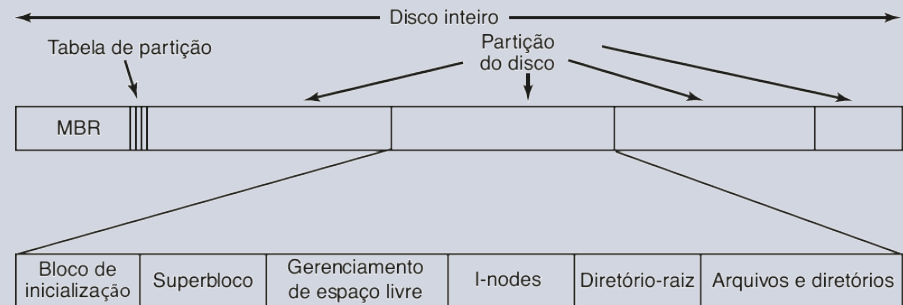 Disco inteiro
Tabela de partição
Partição
do disco
MBR
Bloco de
inicialização
Superbloco
Gerenciamento
de espaço livre
I-nodes
Diretório-raiz
Arquivos e diretórios